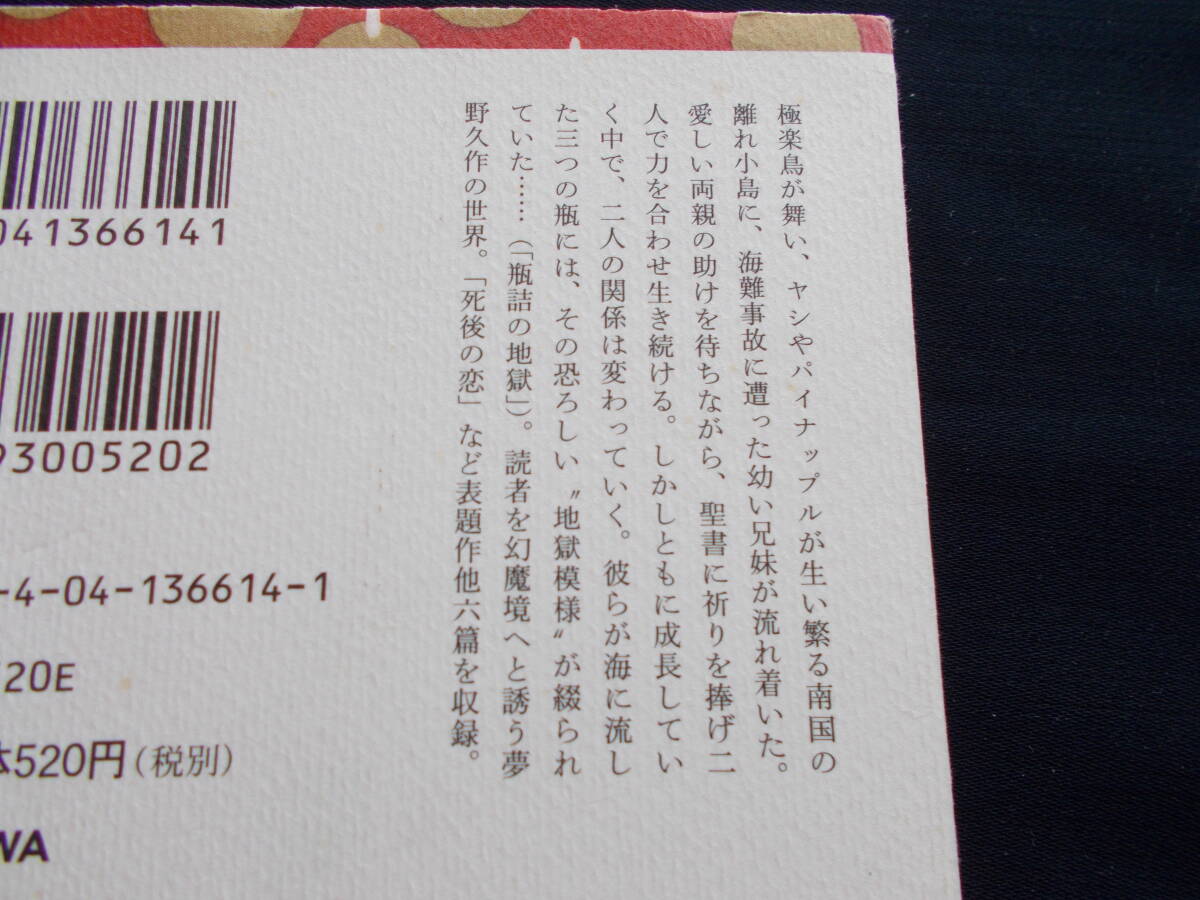 極楽鳥が舞い、ヤシやパイナップルが生い繁る南国の
離れ小島に、海難事故に遭った幼い兄妹が流れ着いた。
愛しい両親の助けを待ちながら、聖書に祈りを捧げ二
人で力を合わせ生き続ける。しかしともに成長してい
く中で、二人の関係は変わっていく。彼らが海に流し
た三つの瓶には、その恐ろしい〝地獄模様〟が綴られ
ていた……（「瓶詰の地獄」）。読者を幻魔境へと誘う夢
野久作の世界。「死後の恋」など表題作他六篇を収録。
041366141
93005202
-4-04-136614-1
20E
本520円（税別）
WA